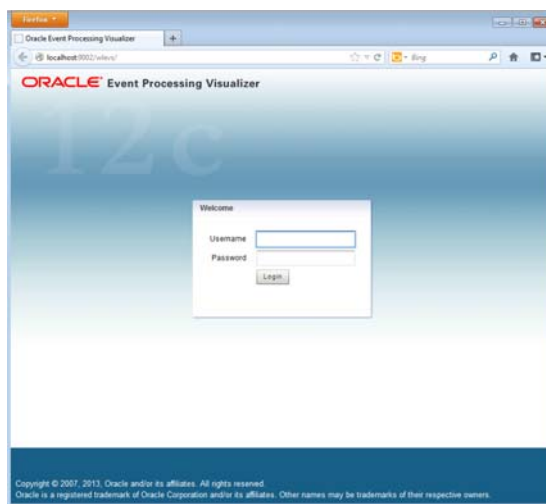 Firefox
Oracle Event Processing Visualizer
localhost:9002/wlevs/
Bing
ORACLE Event Processing Visualizer
12c
Welcome
Username
Password
Login
Copyright © 2007, 2013, Oracle and/or its affiliates. All rights reserved.
Oracle is a registered trademark of Oracle Corporation and/or its affiliates. Other names may be trademarks of their respective owners.